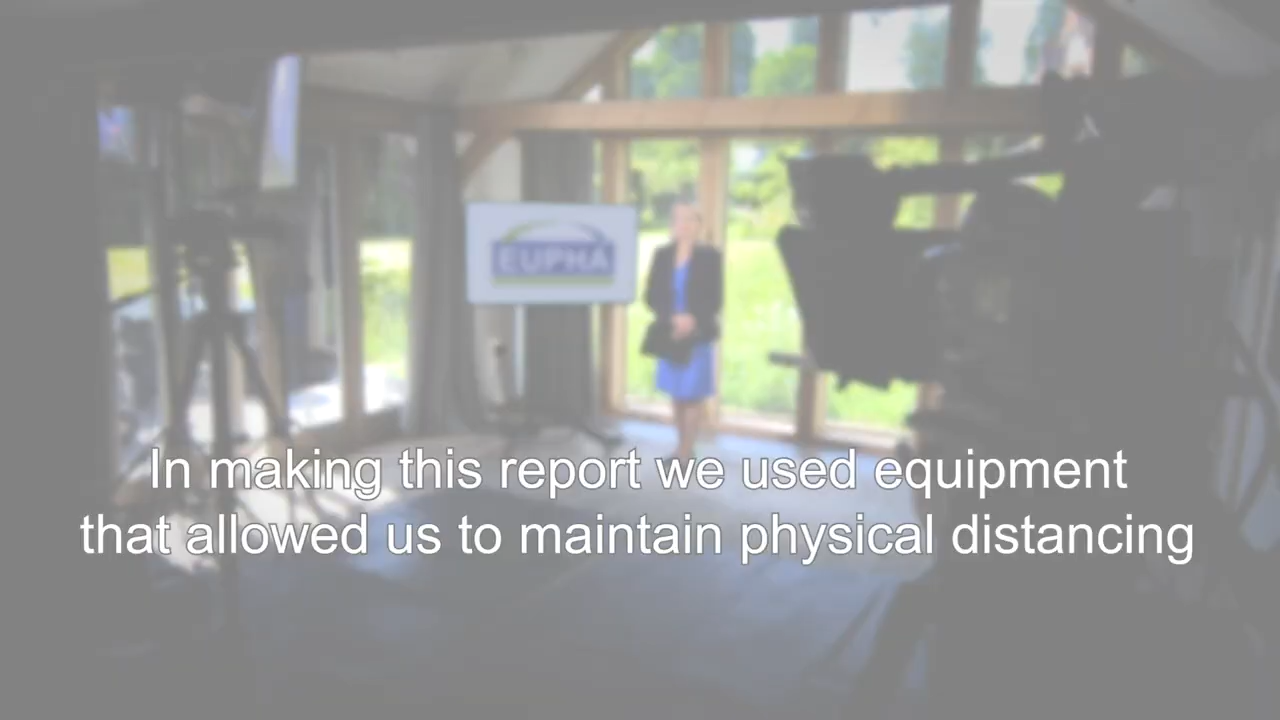 EUPHA
In making this report we used equipment
that allowed us to maintain physical distancing